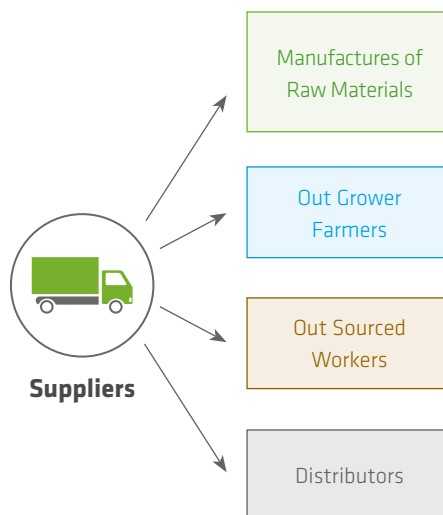 Manufactures of
Raw Materials
Out Grower
Farmers
Out Sourced
Workers
Suppliers
Distributors